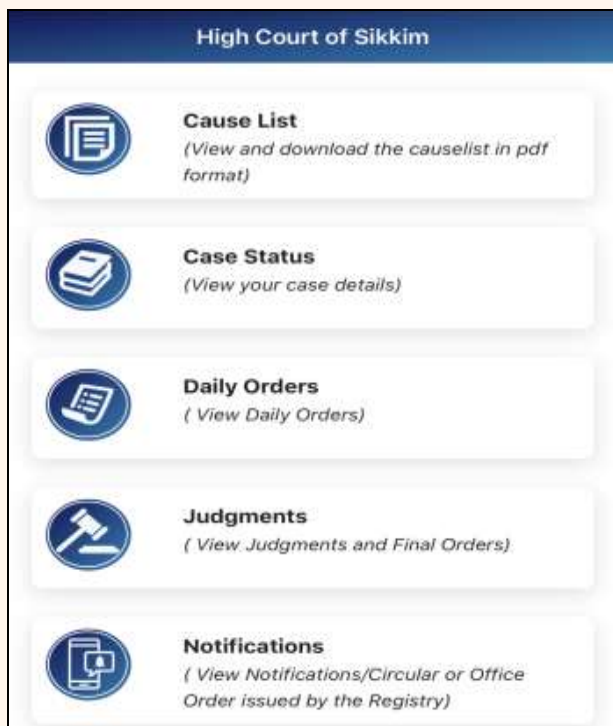 High Court of Sikkim
Cause List
(View and download the causelist in pdf
format)
Case Status
(View your case details)
Daily Orders
( View Daily Orders)
Judgments
( View Judgments and Final Orders)
Notifications
( View Notifications/Circular or Office
Order issued by the Registry)